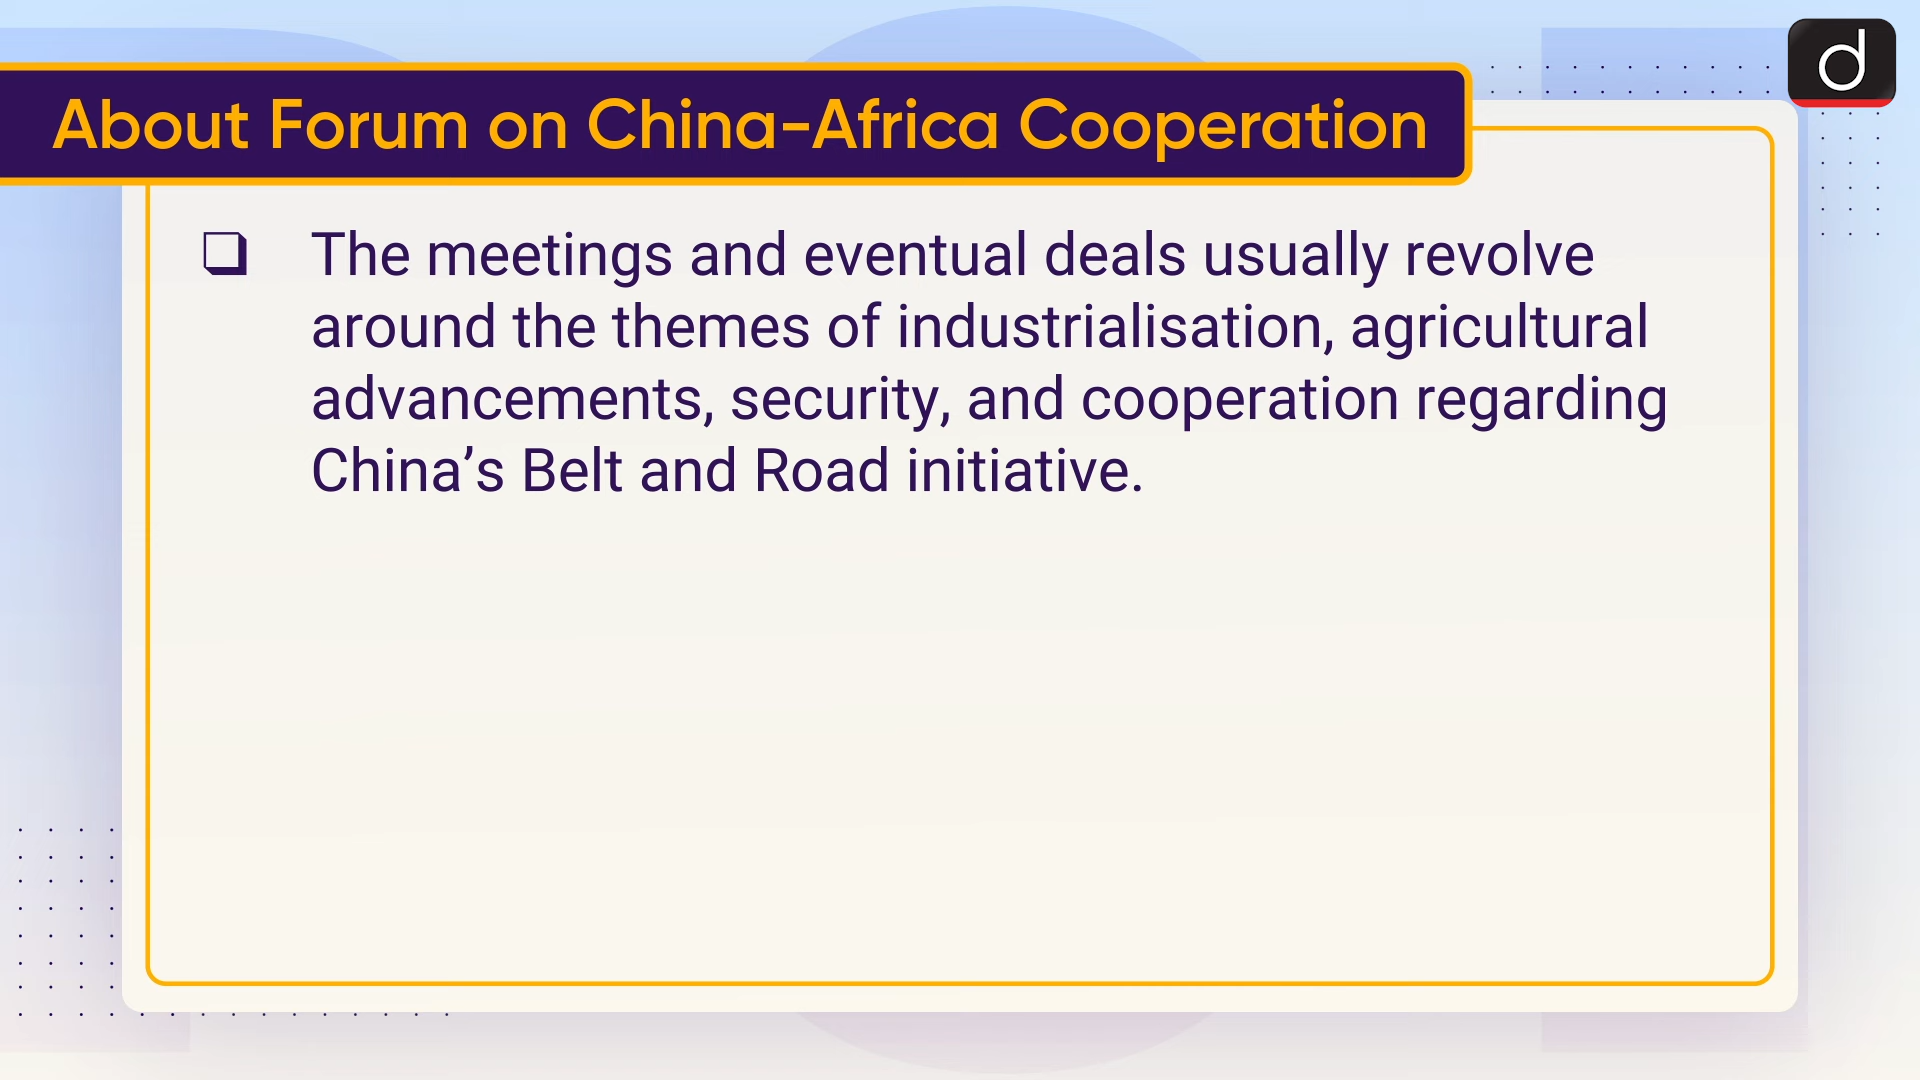 About Forum on China-Africa Cooperation
d
❑ The meetings and eventual deals usually revolve
around the themes of industrialisation, agricultural
advancements, security, and cooperation regarding
China’s Belt and Road initiative.